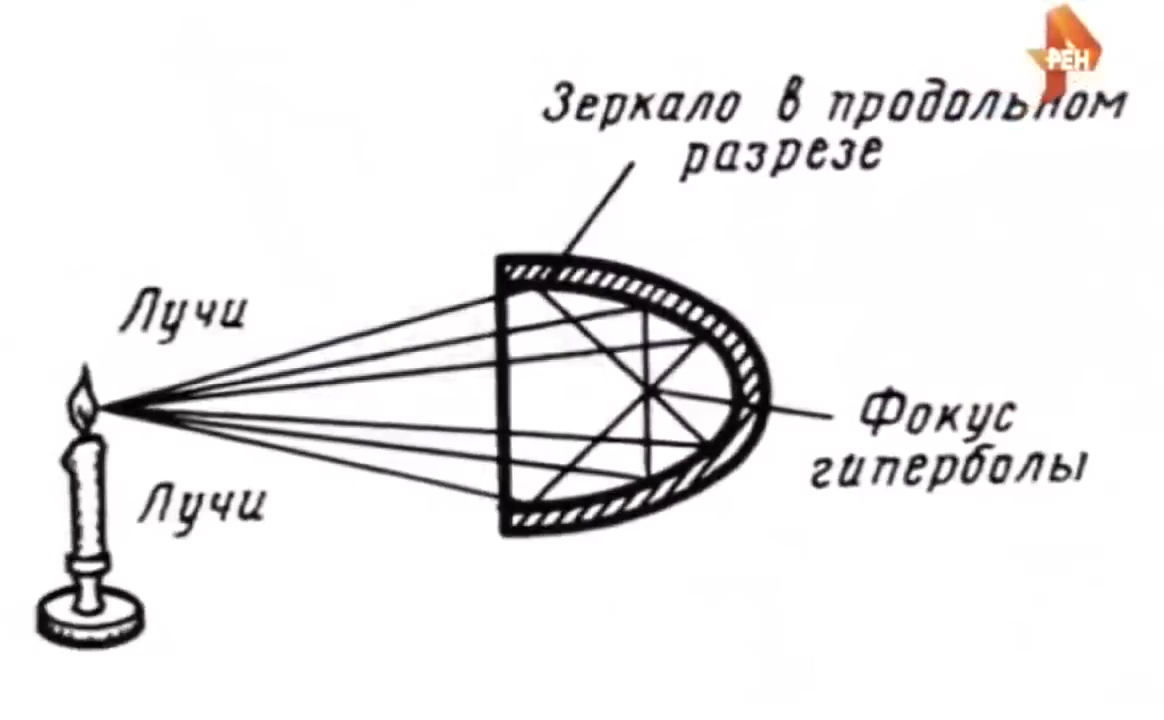 РЕН
Зеркало в продольном
разрезе
Лучи
Фокус
гиперболы
Лучи